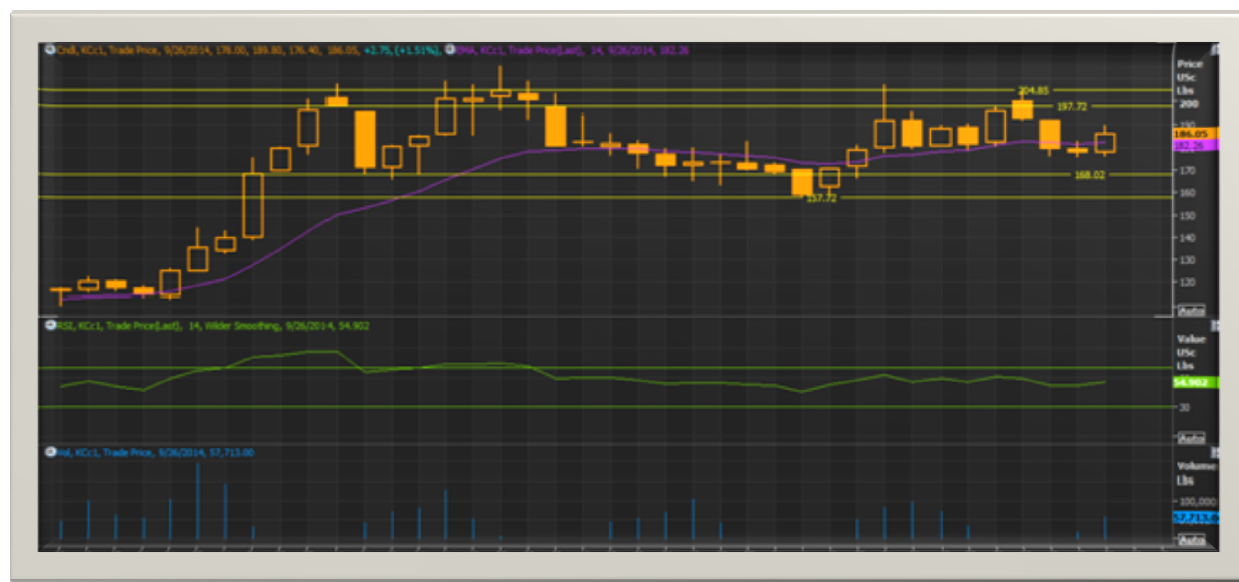 Cndl, KCc1, Trade Price, 9/26/2014, 178.00, 189.80, 176.40, 186.05, +2.75, (+1.51%), EMA, KCc1, Trade Price(Last), 14, 9/26/2014, 182.26
Price
USc
Lbs
204.85
200
197.72
190
186.05
182.26
170
168.02
160
157.72
150
140
130
120
Auto
RSI, KCc1, Trade Price(Last), 14, Wilder Smoothing, 9/26/2014, 54.902
Value
USc
Lbs
54.902
30
Auto
Vol, KCc1, Trade Price, 9/26/2014, 57,713.00
Volume
Lbs
100,000
57,713.0
Auto